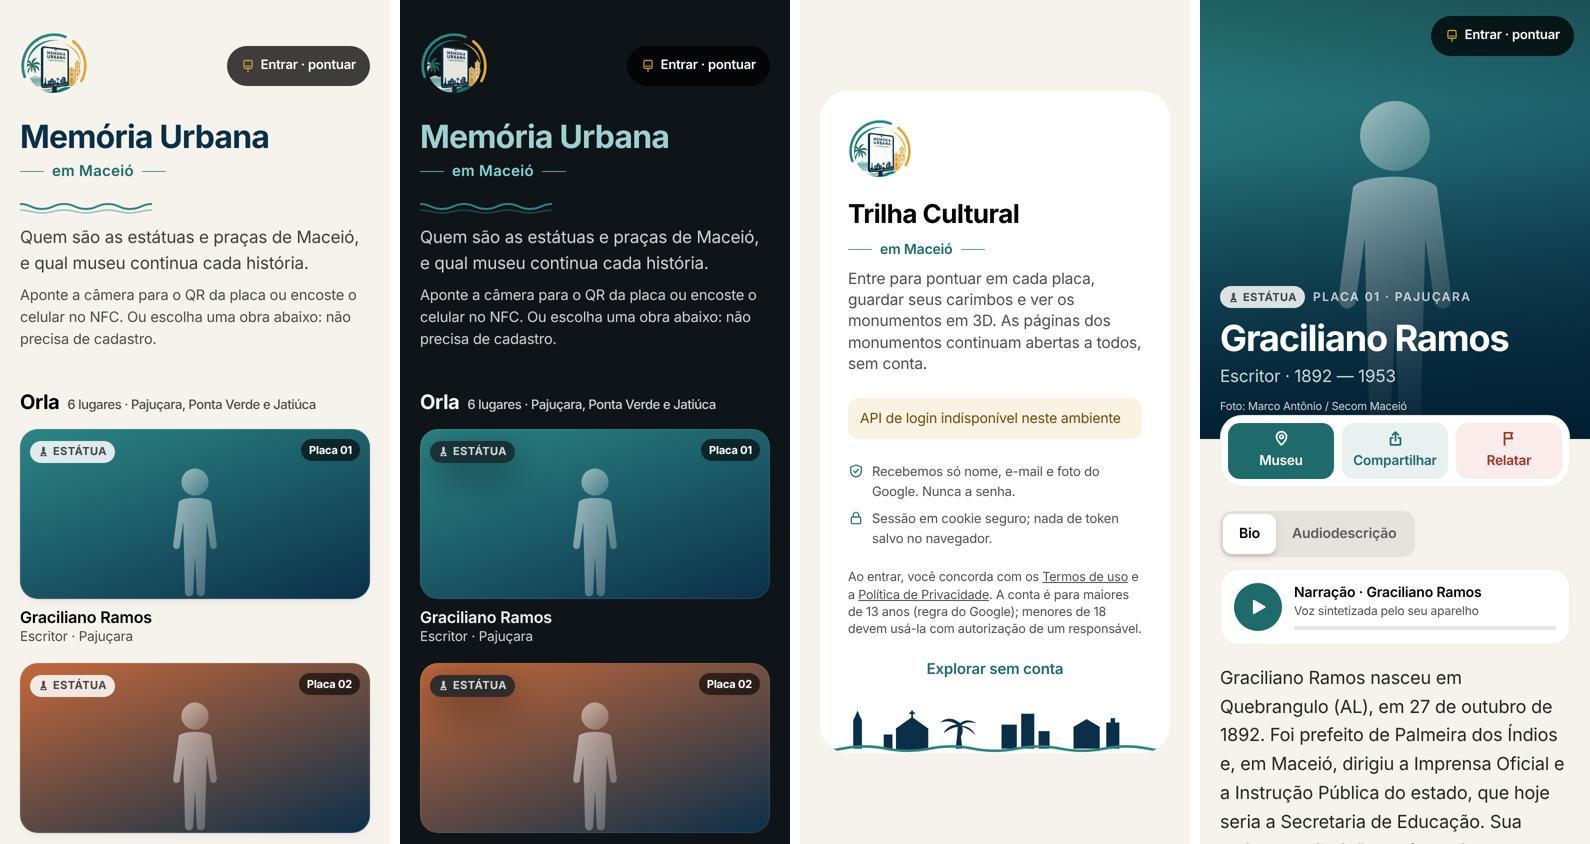 MEMÓRIA
URBANA
Entrar · pontuar
Memória Urbana
em Maceió
Quem são as estátuas e praças de Maceió,
e qual museu continua cada história.
Aponte a câmera para o QR da placa ou encoste o
celular no NFC. Ou escolha uma obra abaixo: não
precisa de cadastro.
Orla 6 lugares · Pajuçara, Ponta Verde e Jatiúca
ESTÁTUA
Placa 01
Graciliano Ramos
Escritor · Pajuçara
ESTÁTUA
Placa 02
MEMÓRIA
URBANA
Entrar · pontuar
Memória Urbana
em Maceió
Quem são as estátuas e praças de Maceió,
e qual museu continua cada história.
Aponte a câmera para o QR da placa ou encoste o
celular no NFC. Ou escolha uma obra abaixo: não
precisa de cadastro.
Orla 6 lugares · Pajuçara, Ponta Verde e Jatiúca
ESTÁTUA
Placa 01
Graciliano Ramos
Escritor · Pajuçara
ESTÁTUA
Placa 02
MEMÓRIA
URBANA
Trilha Cultural
em Maceió
Entre para pontuar em cada placa,
guardar seus carimbos e ver os
monumentos em 3D. As páginas dos
monumentos continuam abertas a todos,
sem conta.
API de login indisponível neste ambiente
Recebemos só nome, e-mail e foto do
Google. Nunca a senha.
Sessão em cookie seguro; nada de token
salvo no navegador.
Ao entrar, você concorda com os Termos de uso e
a Política de Privacidade. A conta é para maiores
de 13 anos (regra do Google); menores de 18
devem usá-la com autorização de um responsável.
Explorar sem conta
Entrar · pontuar
ESTÁTUA PLACA 01 · PAJUÇARA
Graciliano Ramos
Escritor · 1892 — 1953
Foto: Marco Antônio / Secom Maceió
Museu
Compartilhar
Relatar
Bio
Audiodescrição
Narração · Graciliano Ramos
Voz sintetizada pelo seu aparelho
Graciliano Ramos nasceu em
Quebrangulo (AL), em 27 de outubro de
1892. Foi prefeito de Palmeira dos Índios
e, em Maceió, dirigiu a Imprensa Oficial e
a Instrução Pública do estado, que hoje
seria a Secretaria de Educação. Sua